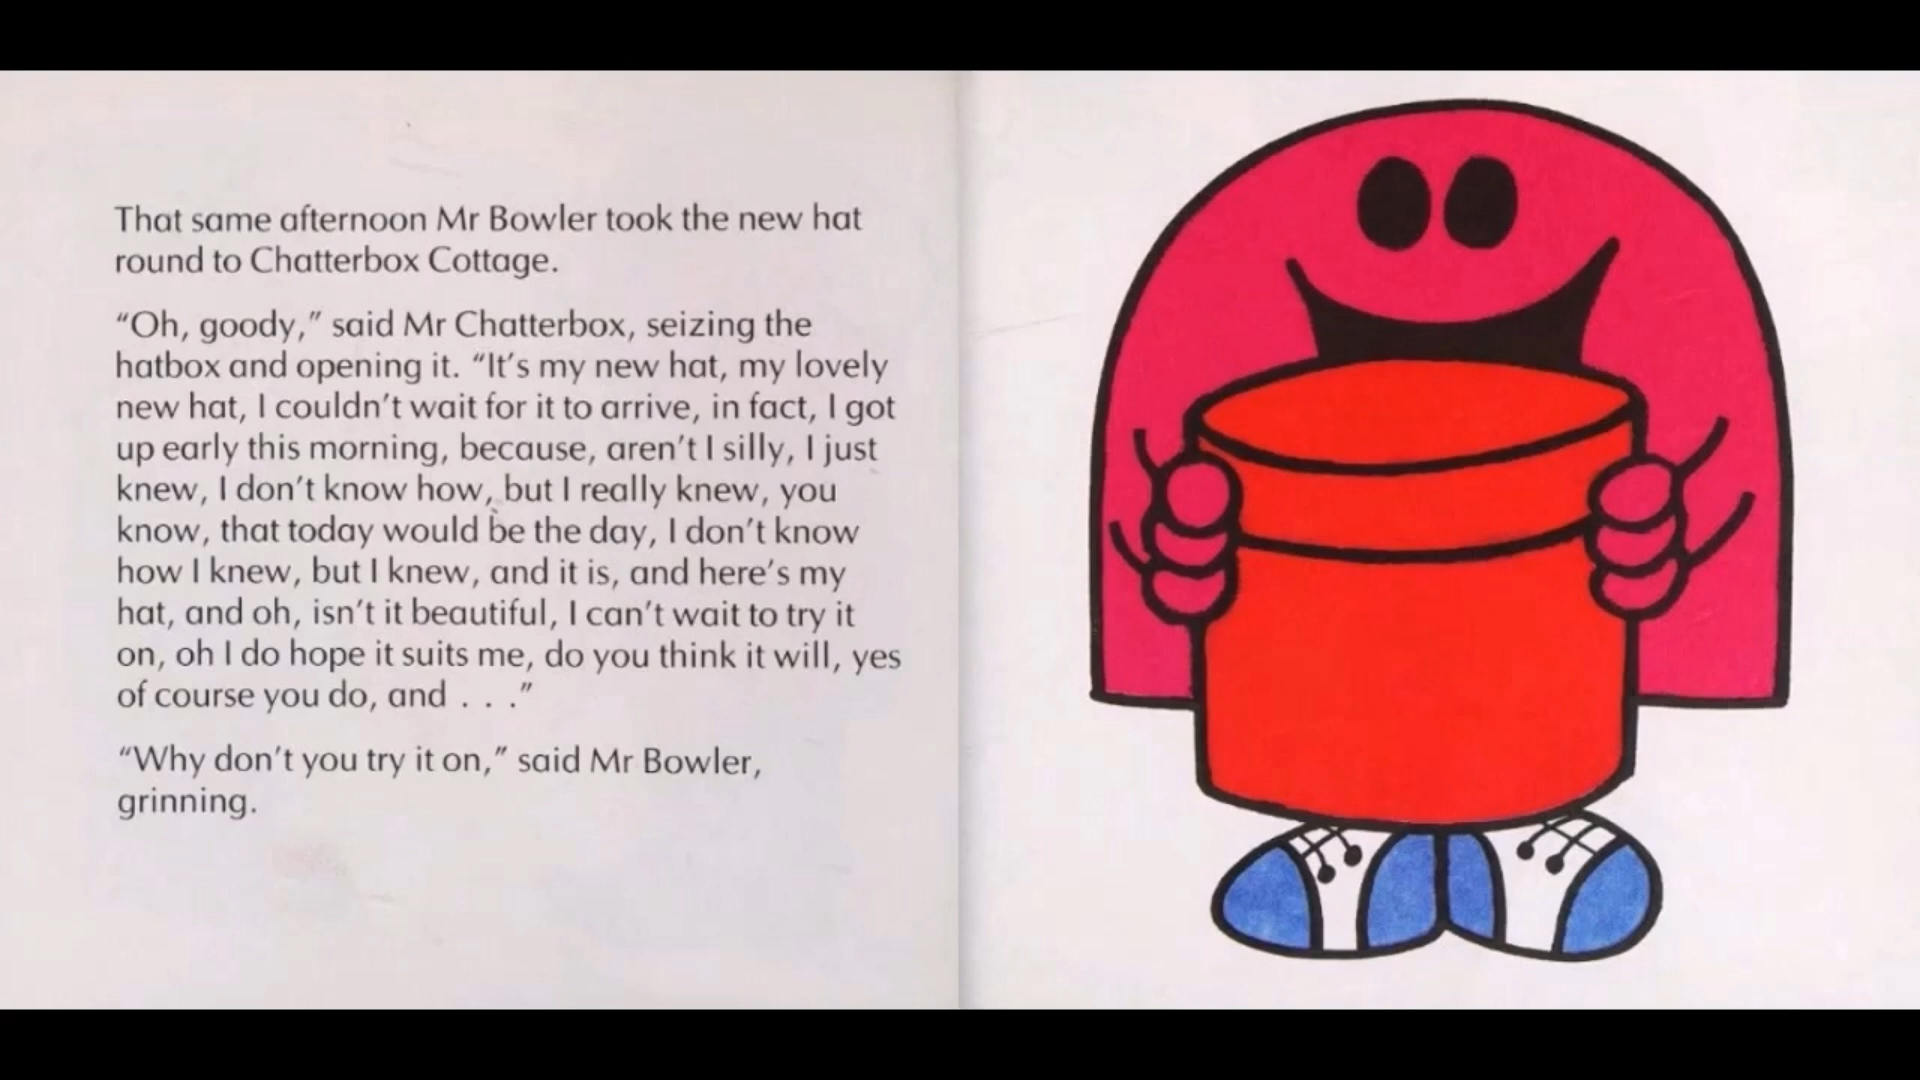 That same afternoon Mr Bowler took the new hat
round to Chatterbox Cottage.
“Oh, goody,” said Mr Chatterbox, seizing the
hatbox and opening it. “It’s my new hat, my lovely
new hat, I couldn’t wait for it to arrive, in fact, I got
up early this morning, because, aren’t I silly, I just
knew, I don’t know how, but I really knew, you
know, that today would be the day, I don’t know
how I knew, but I knew, and it is, and here’s my
hat, and oh, isn’t it beautiful, I can’t wait to try it
on, oh I do hope it suits me, do you think it will, yes
of course you do, and . . .”
“Why don’t you try it on,” said Mr Bowler,
grinning.